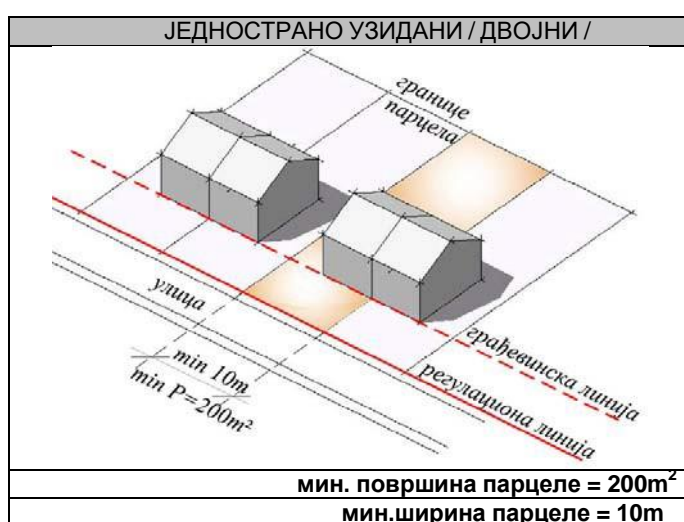 ЈЕДНОСТРАНО УЗИДАНИ / ДВОЈНИ /
границе
парцела
улица
min 10m
min P=200m²
грађевинска линија
регулациона линија
мин. површина парцеле = 200m²
мин.ширина парцеле = 10m